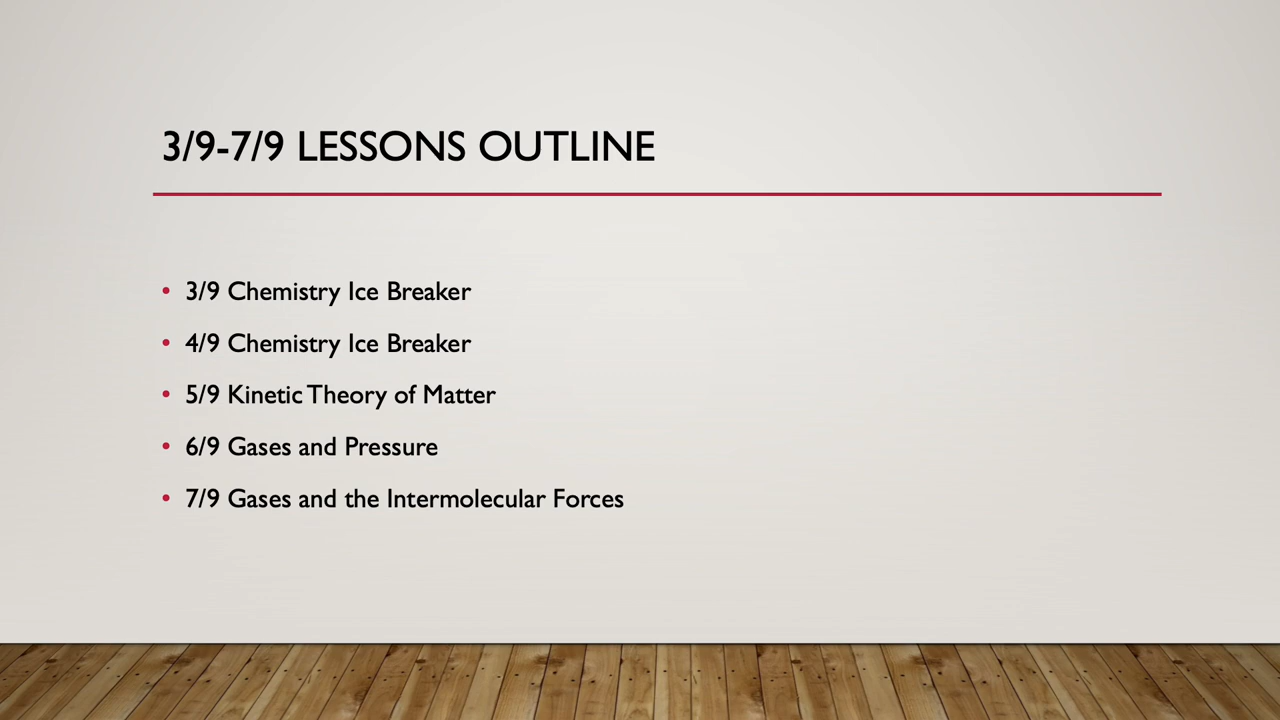 3/9-7/9 LESSONS OUTLINE
• 3/9 Chemistry Ice Breaker
• 4/9 Chemistry Ice Breaker
• 5/9 Kinetic Theory of Matter
• 6/9 Gases and Pressure
• 7/9 Gases and the Intermolecular Forces